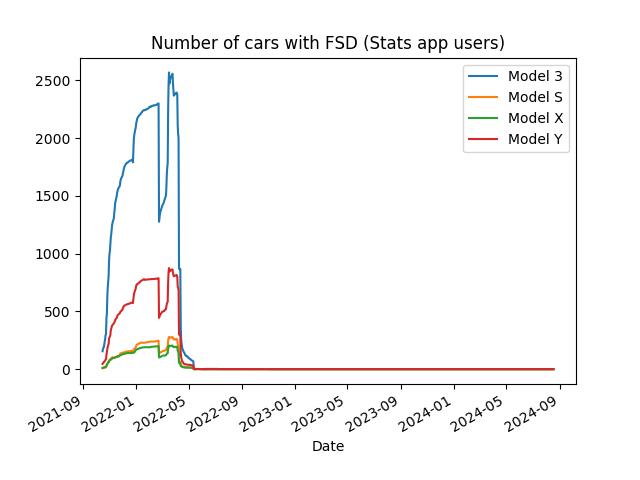 Number of cars with FSD (Stats app users)
2500
2000
1500
1000
500
0
Model 3
Model S
Model X
Model Y
2021-09
2022-01
2022-05
2022-09
2023-01
2023-05
2023-09
2024-01
2024-05
2024-09
Date